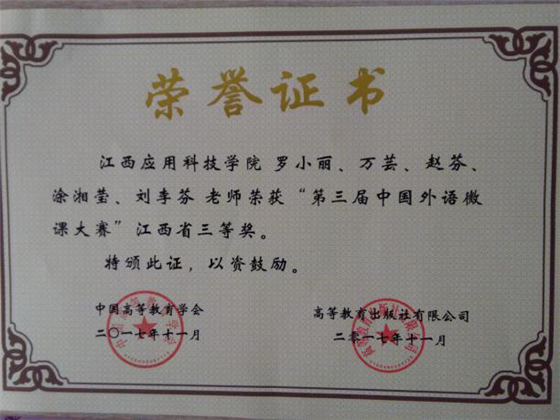 荣誉证书
江西应用科技学院 罗小丽、万芸、赵芬、
涂湘莹、刘李芬 老师荣获“第三届中国外语微
课大赛”江西省三等奖。
特颁此证，以资鼓励。
中国高等教育学会
二〇一七年十一月
高等教育出版社有限公司
二零一七年十一月